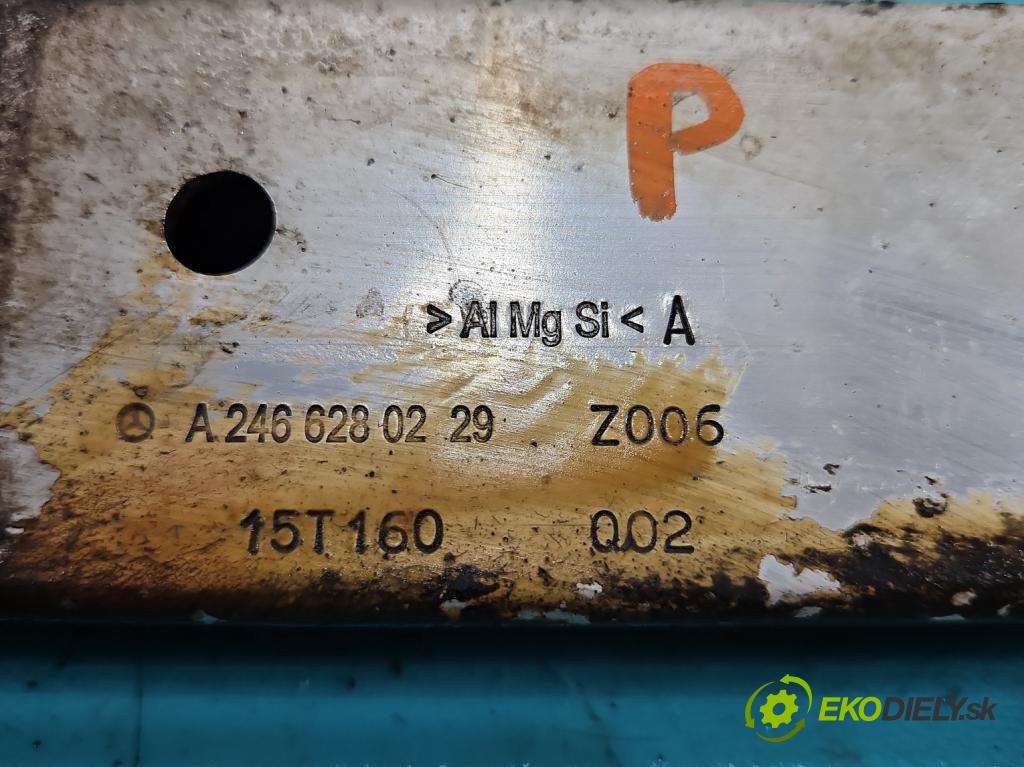 P
>Al Mg Si< A
A 246 628 02 29 Z006
15T160 Q02
EKODIELY.sk